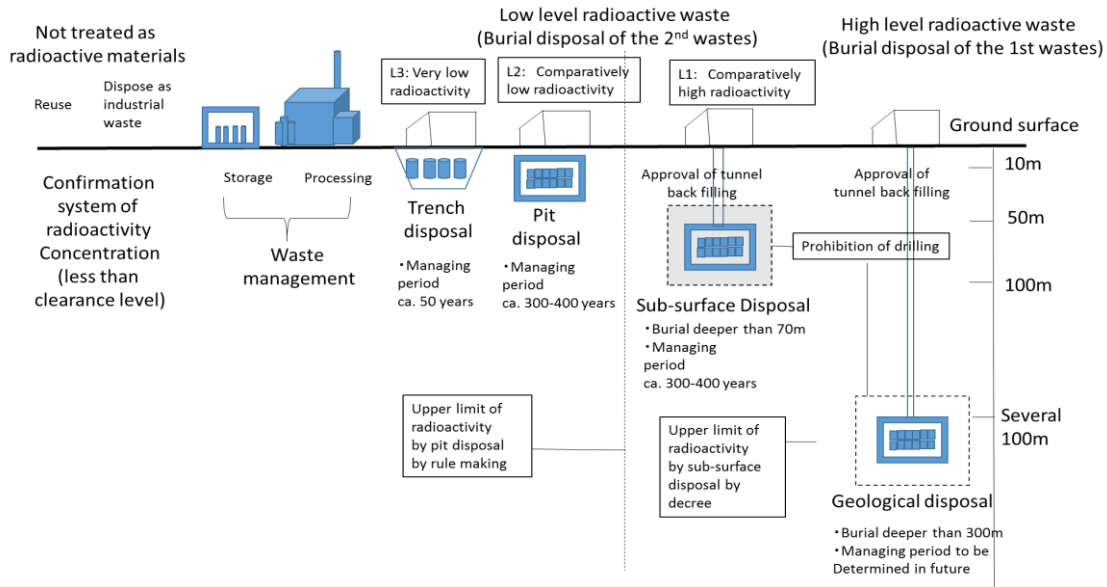 Not treated as
radioactive materials
Reuse
Dispose as
industrial
waste
Low level radioactive waste
(Burial disposal of the 2nd wastes)
High level radioactive waste
(Burial disposal of the 1st wastes)
L3: Very low
radioactivity
L2: Comparatively
low radioactivity
L1: Comparatively
high radioactivity
Ground surface
10m
50m
100m
Several
100m
Confirmation
system of
radioactivity
Concentration
(less than
clearance level)
Storage
Processing
Waste
management
Trench
disposal
・Managing
period
ca. 50 years
Pit
disposal
・Managing
period
ca. 300-400 years
Approval of tunnel
back filling
Approval of
tunnel back filling
Prohibition of drilling
Sub-surface Disposal
・Burial deeper than 70m
・Managing
period
ca. 300-400 years
Upper limit of
radioactivity
by pit disposal
by rule making
Upper limit of
radioactivity
by sub-surface
disposal by
decree
Geological disposal
・Burial deeper than 300m
・Managing period to be
Determined in future